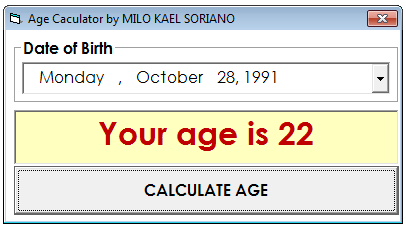 Age Caculator by MILO KAEL SORIANO
Date of Birth
Monday , October 28, 1991
Your age is 22
CALCULATE AGE